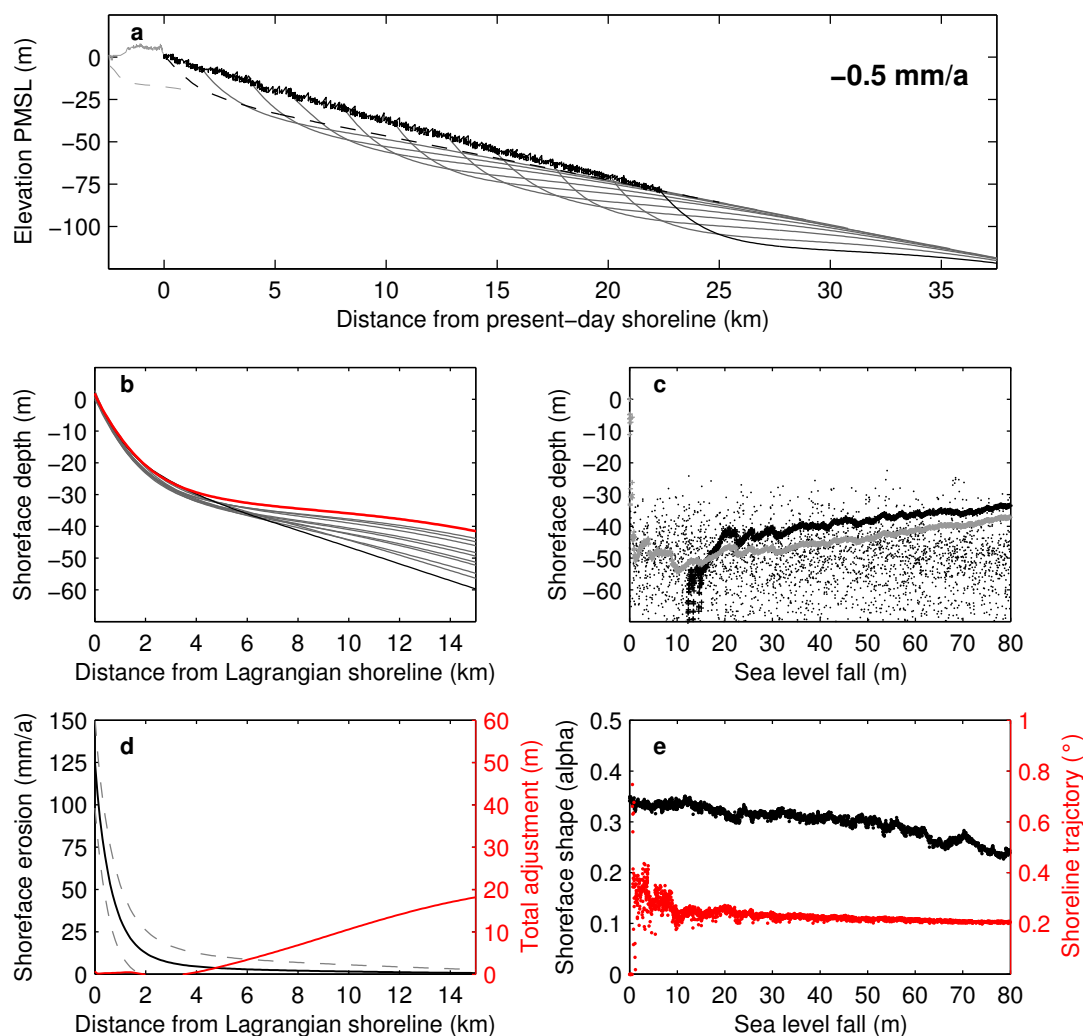 a
−0.5 mm/a
Elevation PMSL (m)
0
−25
−50
−75
−100
0 5 10 15 20 25 30 35
Distance from present−day shoreline (km)
b
Shoreface depth (m)
0
−10
−20
−30
−40
−50
−60
0 2 4 6 8 10 12 14
Distance from Lagrangian shoreline (km)
c
Shoreface depth (m)
0
−10
−20
−30
−40
−50
−60
0 10 20 30 40 50 60 70 80
Sea level fall (m)
d
Shoreface erosion (mm/a)
150
125
100
75
50
25
0
60
50
40
30
20
10
0
Total adjustment (m)
0 2 4 6 8 10 12 14
Distance from Lagrangian shoreline (km)
e
Shoreface shape (alpha)
0.5
0.4
0.3
0.2
0.1
0
1
0.8
0.6
0.4
0.2
0
Shoreline trajctory (°)
0 10 20 30 40 50 60 70 80
Sea level fall (m)